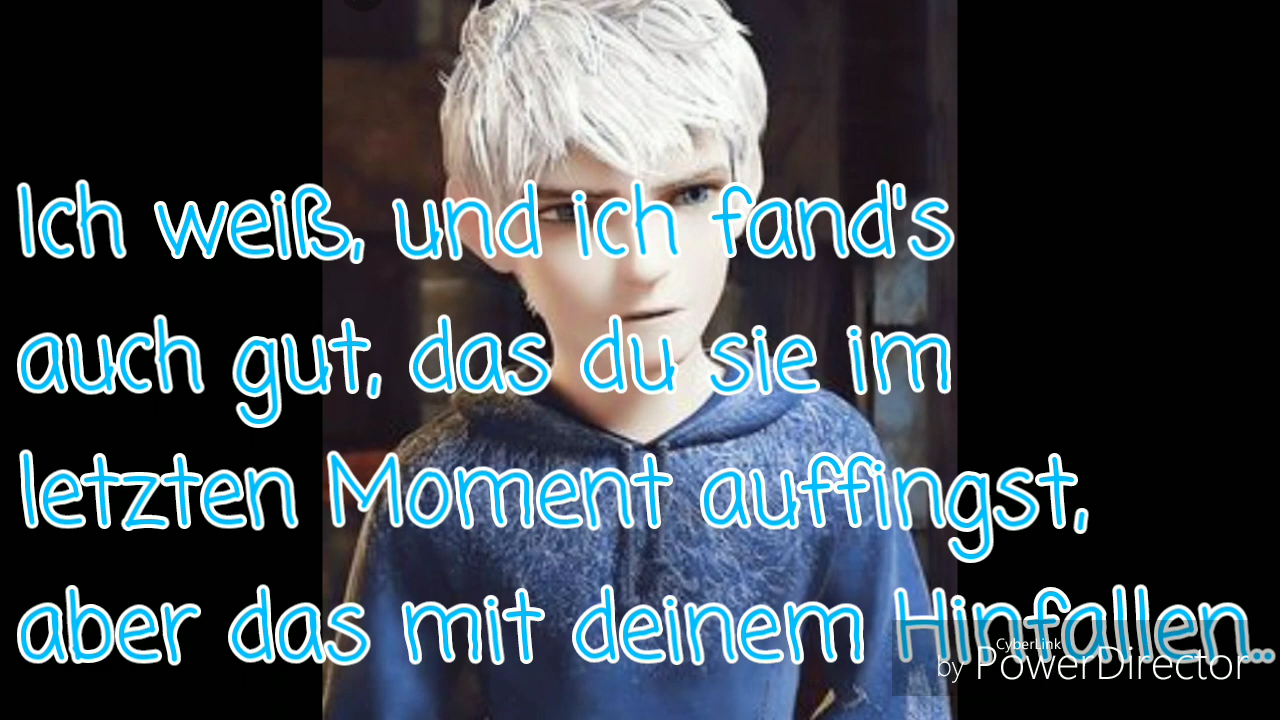 Ich weiß, und ich fand's
auch gut, das du sie im
letzten Moment auffingst,
aber das mit deinem Hinfallen...
CyberLink
by PowerDirector